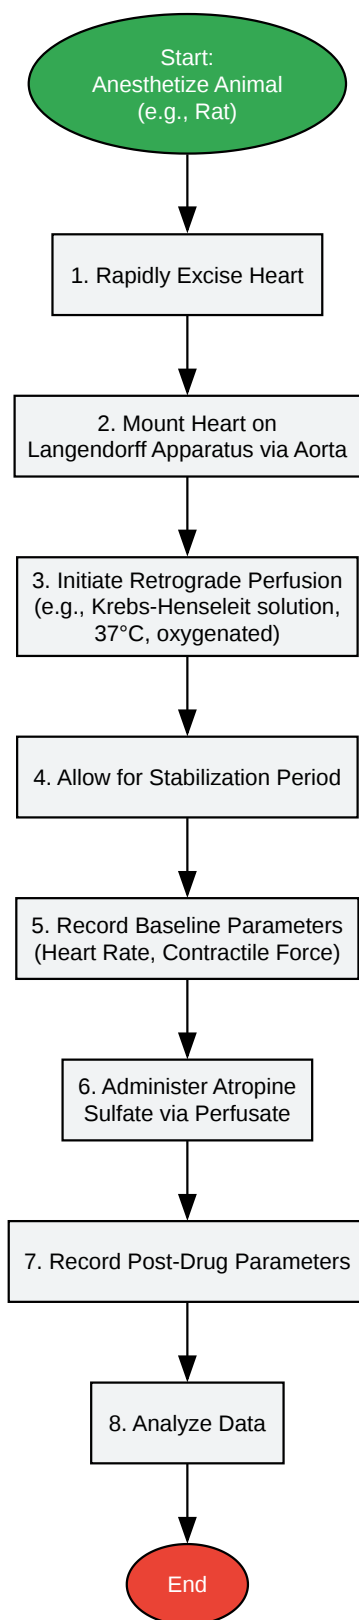 Start:
Anesthetize Animal
(e.g., Rat)
1. Rapidly Excise Heart
2. Mount Heart on
Langendorff Apparatus via Aorta
3. Initiate Retrograde Perfusion
(e.g., Krebs-Henseleit solution,
37°C, oxygenated)
4. Allow for Stabilization Period
5. Record Baseline Parameters
(Heart Rate, Contractile Force)
6. Administer Atropine
Sulfate via Perfusate
7. Record Post-Drug Parameters
8. Analyze Data
End